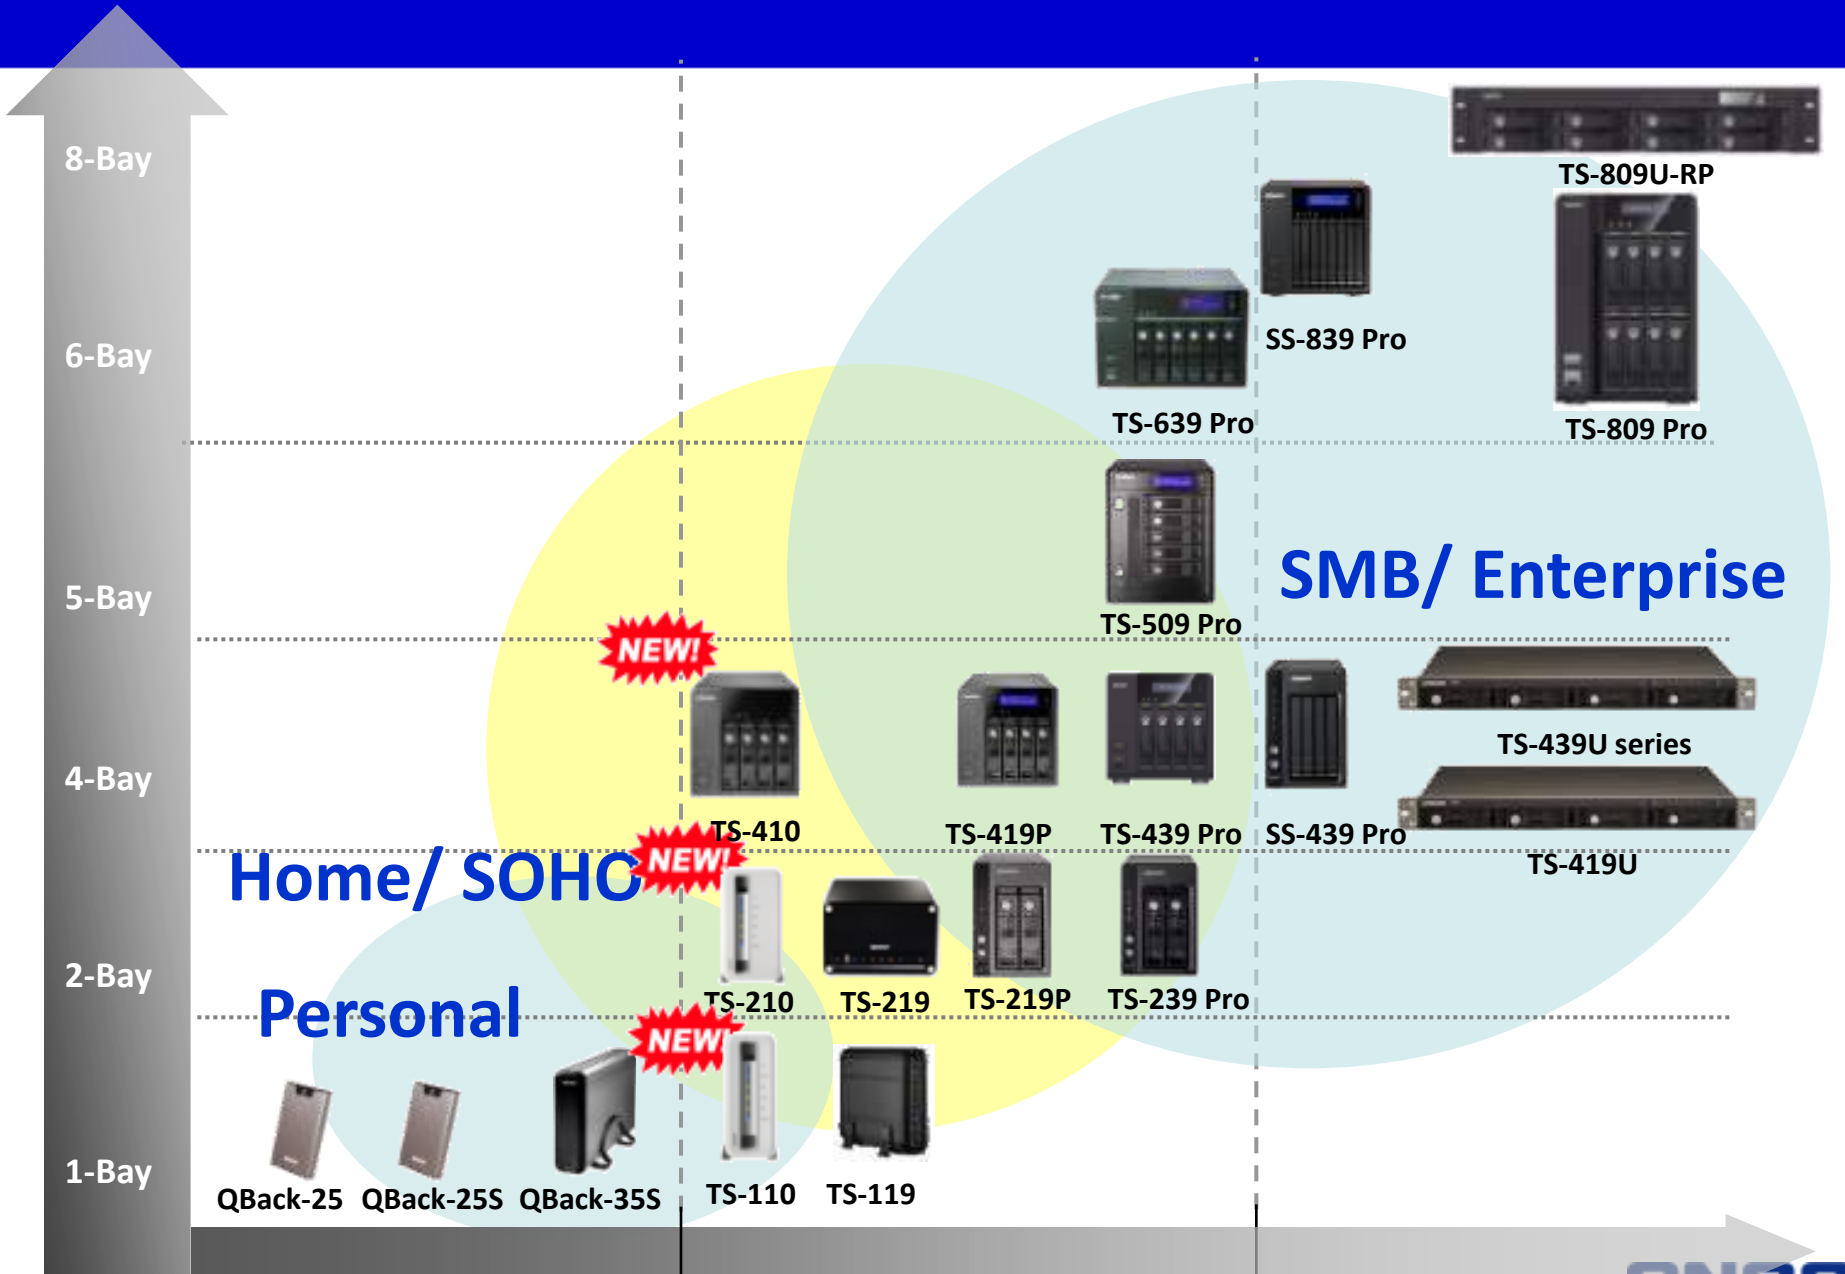 8-Bay
TS-809U-RP
SS-839 Pro
6-Bay
TS-639 Pro
TS-809 Pro
SMB/ Enterprise
5-Bay
TS-509 Pro
NEW!
TS-439U series
4-Bay
TS-410
TS-419P
TS-439 Pro
SS-439 Pro
TS-419U
Home/ SOHO
NEW!
2-Bay
TS-210
TS-219
TS-219P
TS-239 Pro
Personal
NEW!
1-Bay
QBack-25
QBack-25S
QBack-35S
TS-110
TS-119